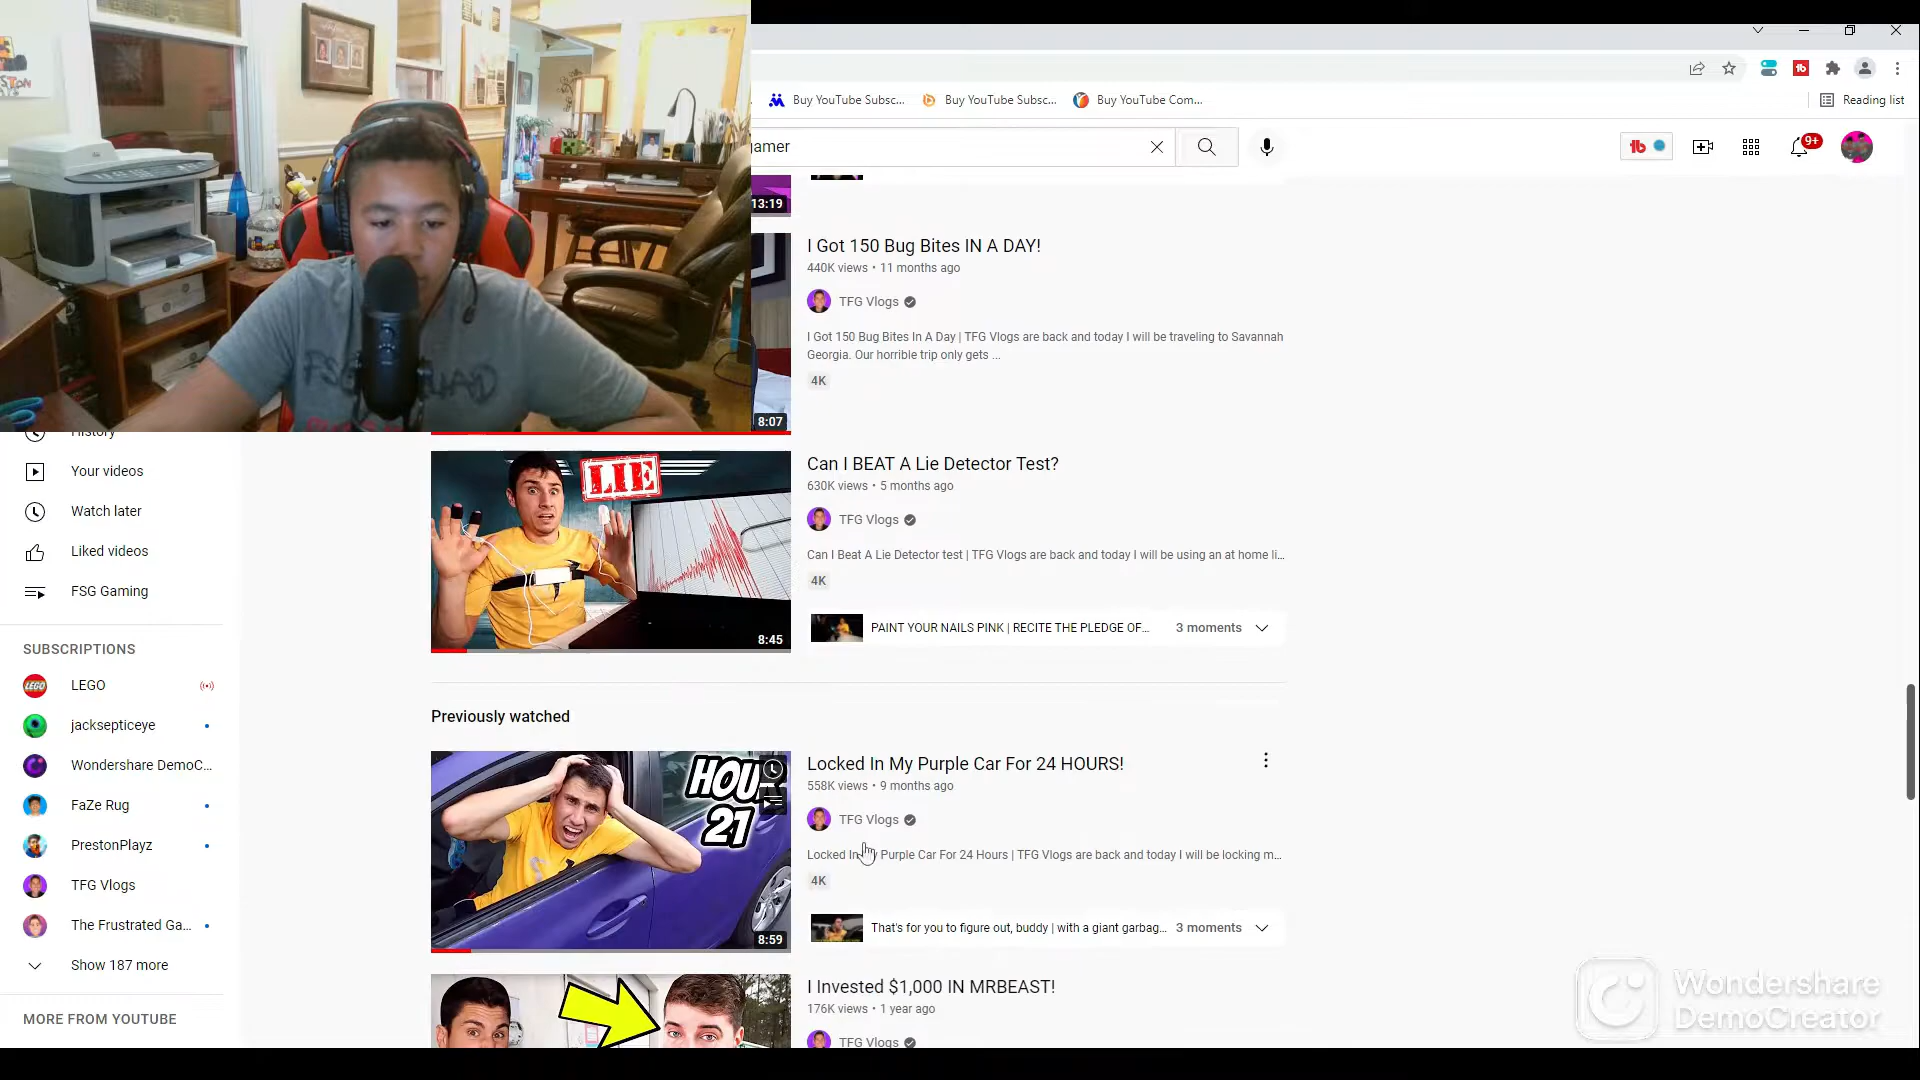 Buy YouTube Subsc...
Buy YouTube Subsc...
Buy YouTube Com...
Reading list
gamer
9+
13:19
I Got 150 Bug Bites IN A DAY!
440K views • 11 months ago
TFG Vlogs
I Got 150 Bug Bites In A Day | TFG Vlogs are back and today I will be traveling to Savannah
Georgia. Our horrible trip only gets ...
4K
8:07
History
Your videos
Watch later
Liked videos
FSG Gaming
SUBSCRIPTIONS
LEGO
jacksepticeye
Wondershare DemoC...
FaZe Rug
PrestonPlayz
TFG Vlogs
The Frustrated Ga...
Show 187 more
MORE FROM YOUTUBE
LIE
8:45
Can I BEAT A Lie Detector Test?
630K views • 5 months ago
TFG Vlogs
Can I Beat A Lie Detector test | TFG Vlogs are back and today I will be using an at home li...
4K
PAINT YOUR NAILS PINK | RECITE THE PLEDGE OF...
3 moments
Previously watched
HOUR
21
8:59
Locked In My Purple Car For 24 HOURS!
558K views • 9 months ago
TFG Vlogs
Locked In My Purple Car For 24 Hours | TFG Vlogs are back and today I will be locking m...
4K
That's for you to figure out, buddy | with a giant garbag...
3 moments
I Invested $1,000 IN MRBEAST!
176K views • 1 year ago
TFG Vlogs
Wondershare
DemoCreator